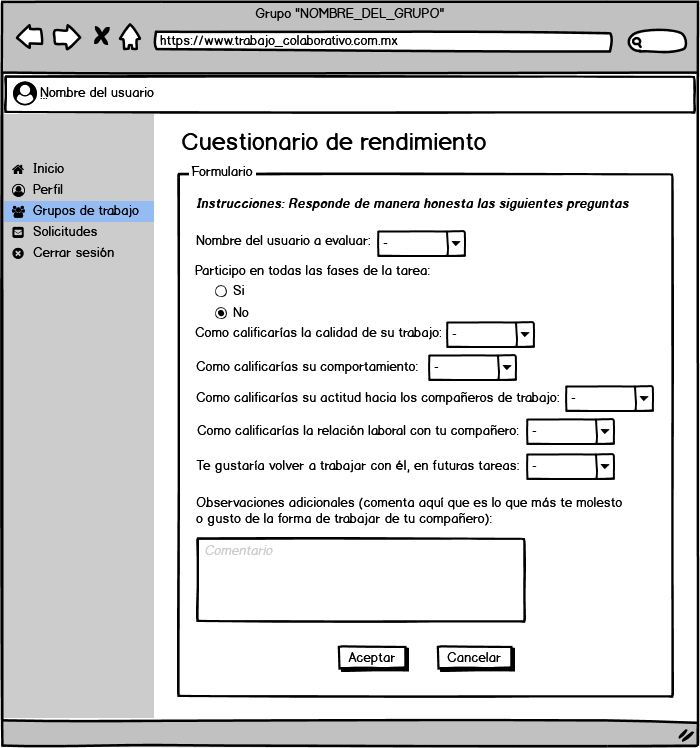 Grupo "NOMBRE_DEL_GRUPO"
https://www.trabajo_colaborativo.com.mx
Nombre del usuario
Inicio
Perfil
Grupos de trabajo
Solicitudes
Cerrar sesión
Cuestionario de rendimiento
Formulario
Instrucciones: Responde de manera honesta las siguientes preguntas
Nombre del usuario a evaluar: -
Participo en todas las fases de la tarea:
Si
No
Como calificarías la calidad de su trabajo: -
Como calificarías su comportamiento: -
Como calificarías su actitud hacia los compañeros de trabajo: -
Como calificarías la relación laboral con tu compañero: -
Te gustaría volver a trabajar con él, en futuras tareas: -
Observaciones adicionales (comenta aquí que es lo que más te molesto
o gusto de la forma de trabajar de tu compañero):
Comentario
Aceptar Cancelar